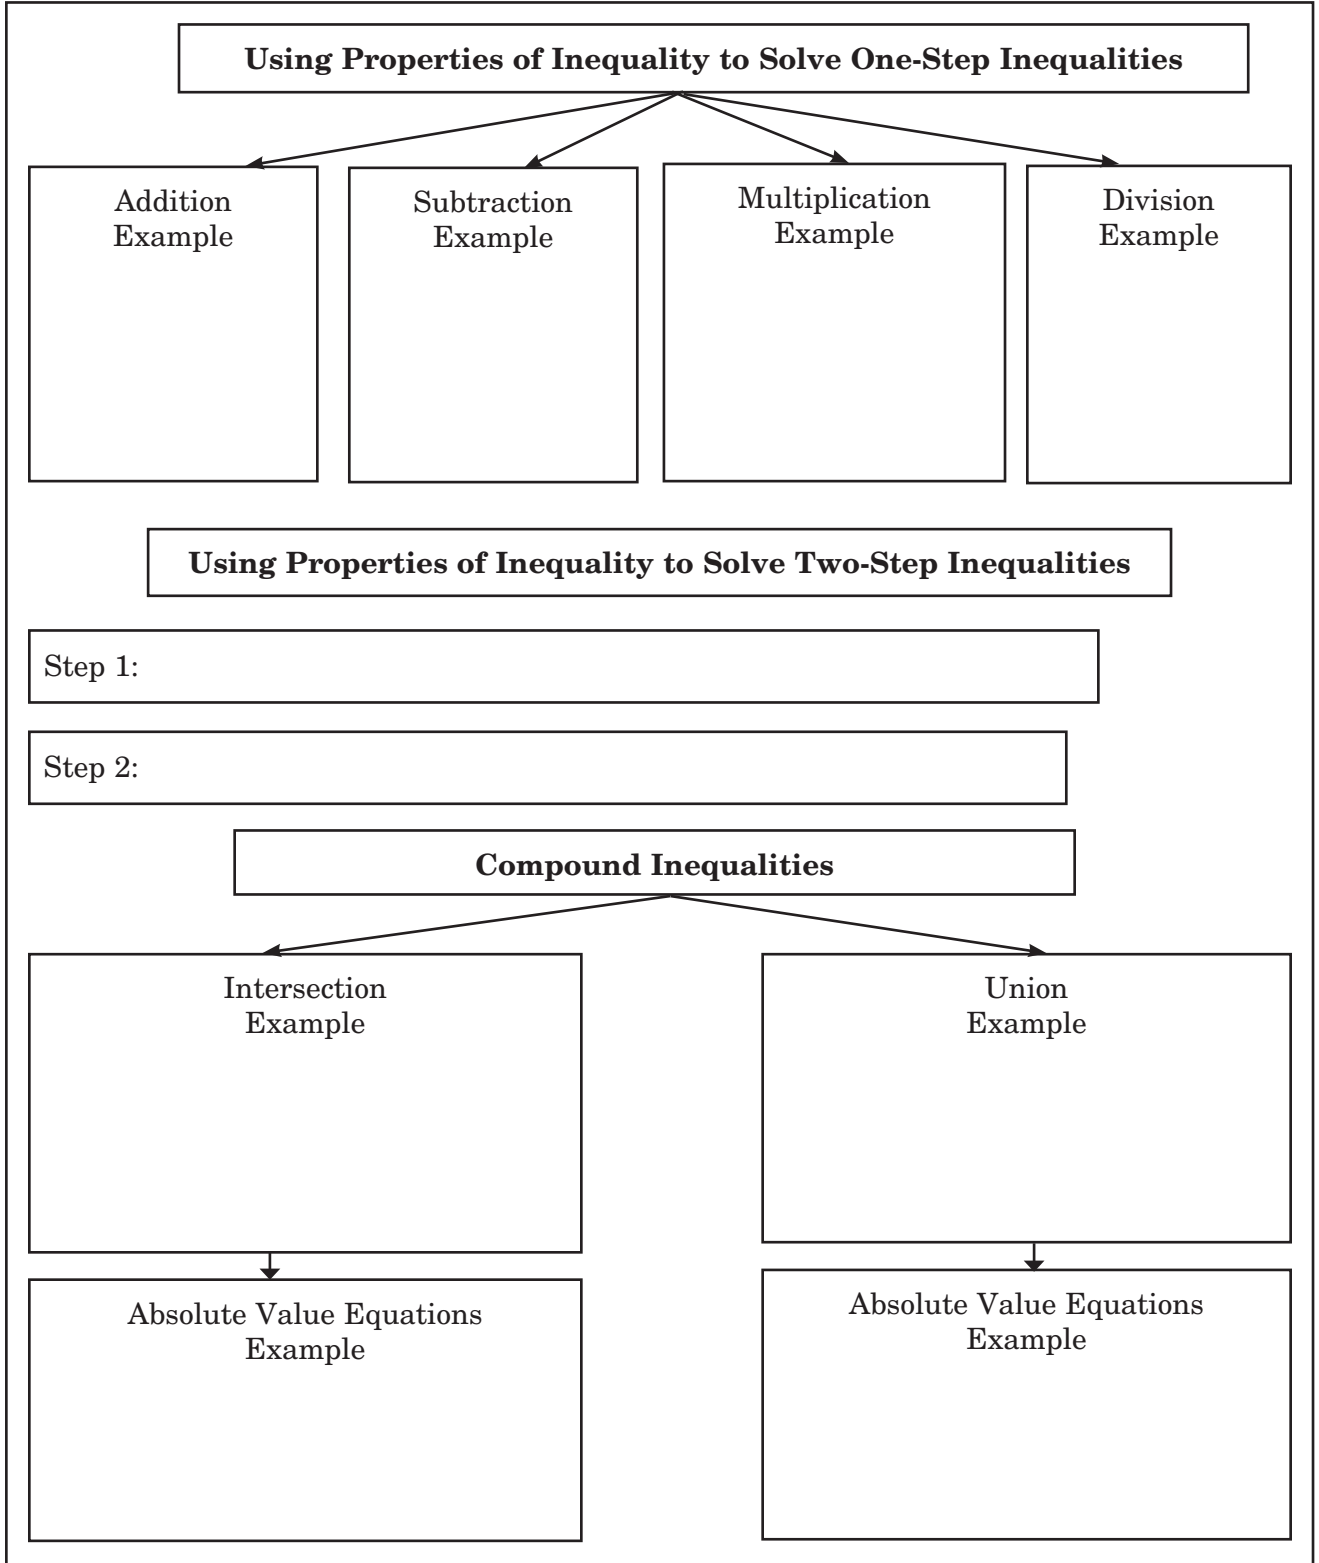 Using Properties of Inequality to Solve One-Step Inequalities
Addition
Example
Subtraction
Example
Multiplication
Example
Division
Example
Using Properties of Inequality to Solve Two-Step Inequalities
Step 1:
Step 2:
Compound Inequalities
Intersection
Example
Union
Example
Absolute Value Equations
Example
Absolute Value Equations
Example